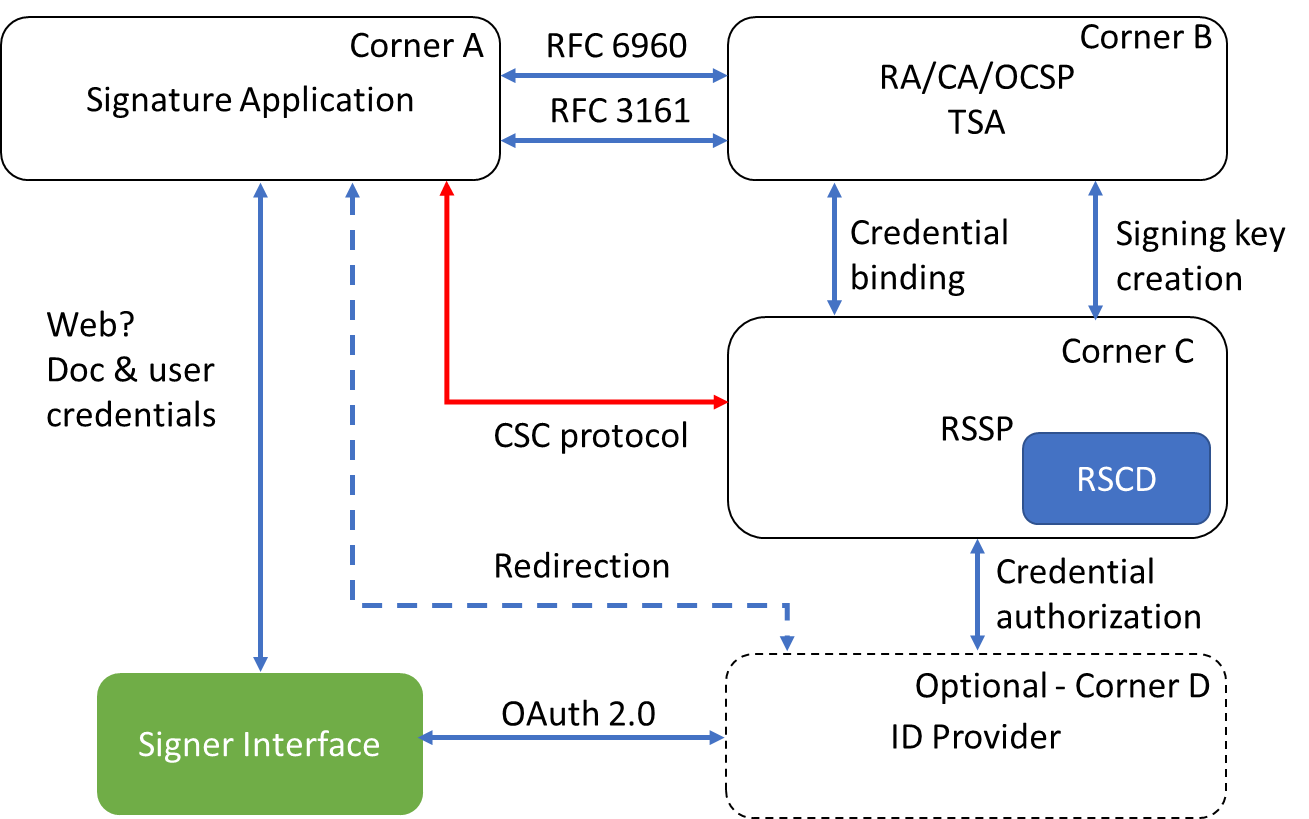 Corner A
Signature Application
RFC 6960
RFC 3161
Corner B
RA/CA/OCSP
TSA
Credential
binding
Signing key
creation
Web?
Doc & user
credentials
CSC protocol
Corner C
RSSP
RSCD
Redirection
Credential
authorization
Signer Interface
OAuth 2.0
Optional - Corner D
ID Provider